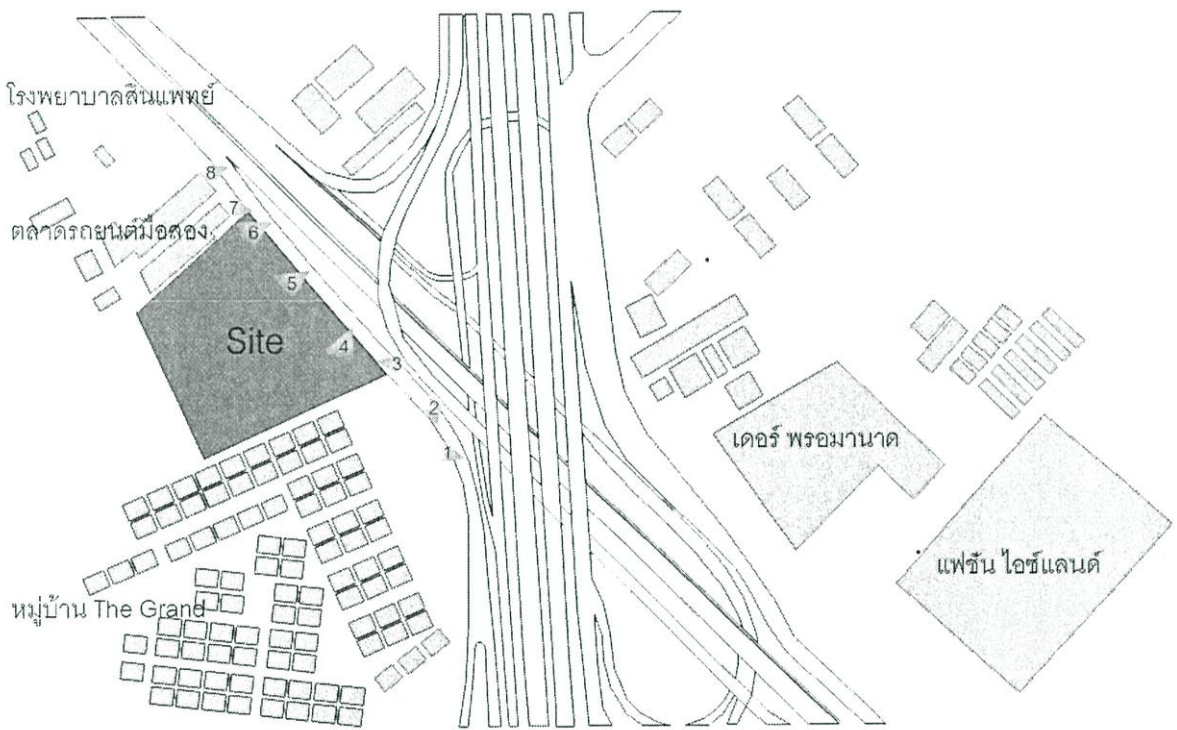 โรงพยาบาลสินแพทย์
8
7
ตลาดรถยนต์มือสอง
6
5
Site
4
3
2
1
เดอร์ พรอมานาด
แฟชั่น ไอซ์แลนด์
หมู่บ้าน The Grand